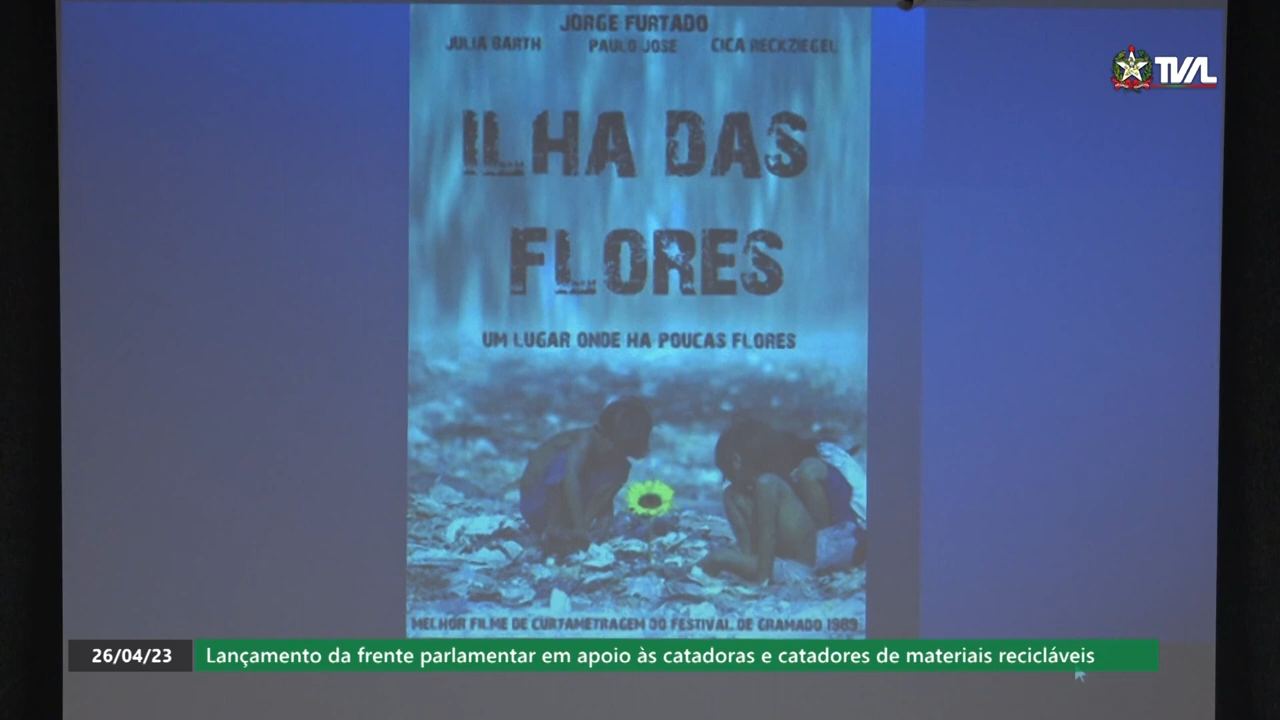 JORGE FURTADO
JULIA BARTH PAULO JOSE CICA RECKZIEGEL
ILHA DAS
FLORES
UM LUGAR ONDE HA POUCAS FLORES
MELHOR FILME DE CURTAMETRAGEM DO FESTIVAL DE GRAMADO 1989
TVAL
26/04/23 Lançamento da frente parlamentar em apoio às catadoras e catadores de materiais recicláveis